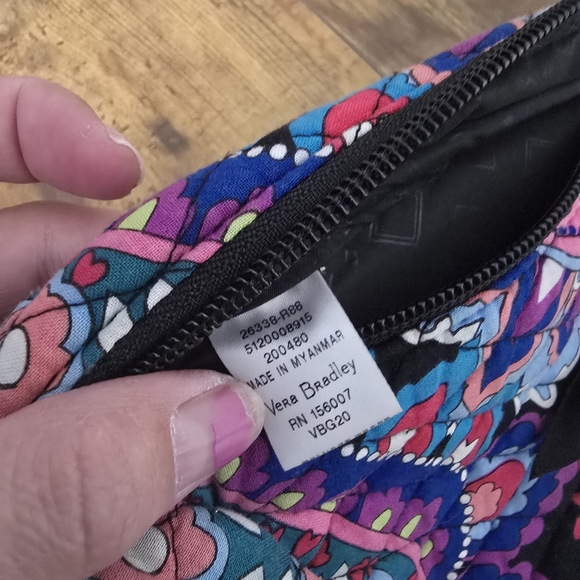 26338-R88
5120008915
200480
MADE IN MYANMAR
Vera Bradley
RN 156007
VBG20